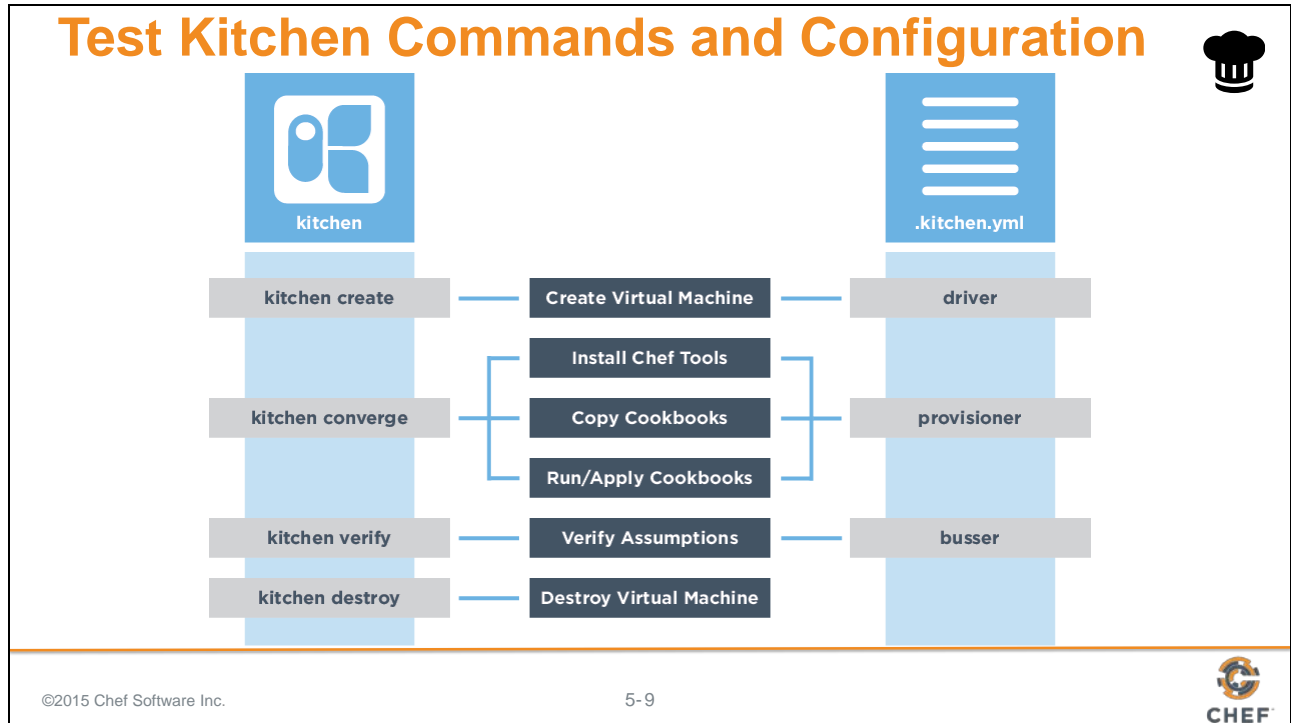 Test Kitchen Commands and Configuration
kitchen
.kitchen.yml
kitchen create
Create Virtual Machine
driver
Install Chef Tools
kitchen converge
Copy Cookbooks
provisioner
Run/Apply Cookbooks
kitchen verify
Verify Assumptions
busser
kitchen destroy
Destroy Virtual Machine
©2015 Chef Software Inc.
5-9
CHEF